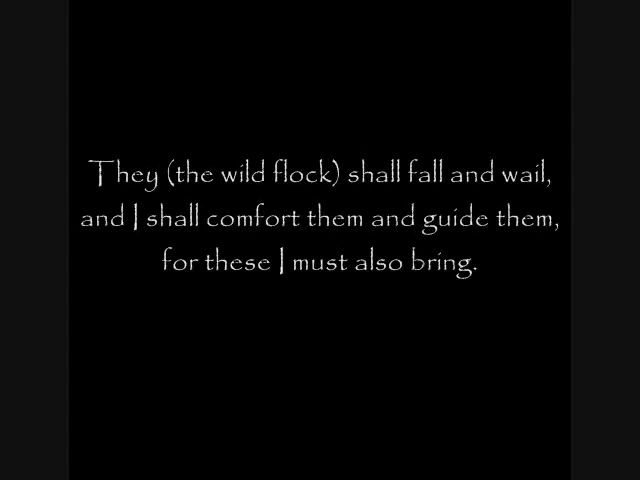 They (the wild flock) shall fall and wail,
and I shall comfort them and guide them,
for these I must also bring.